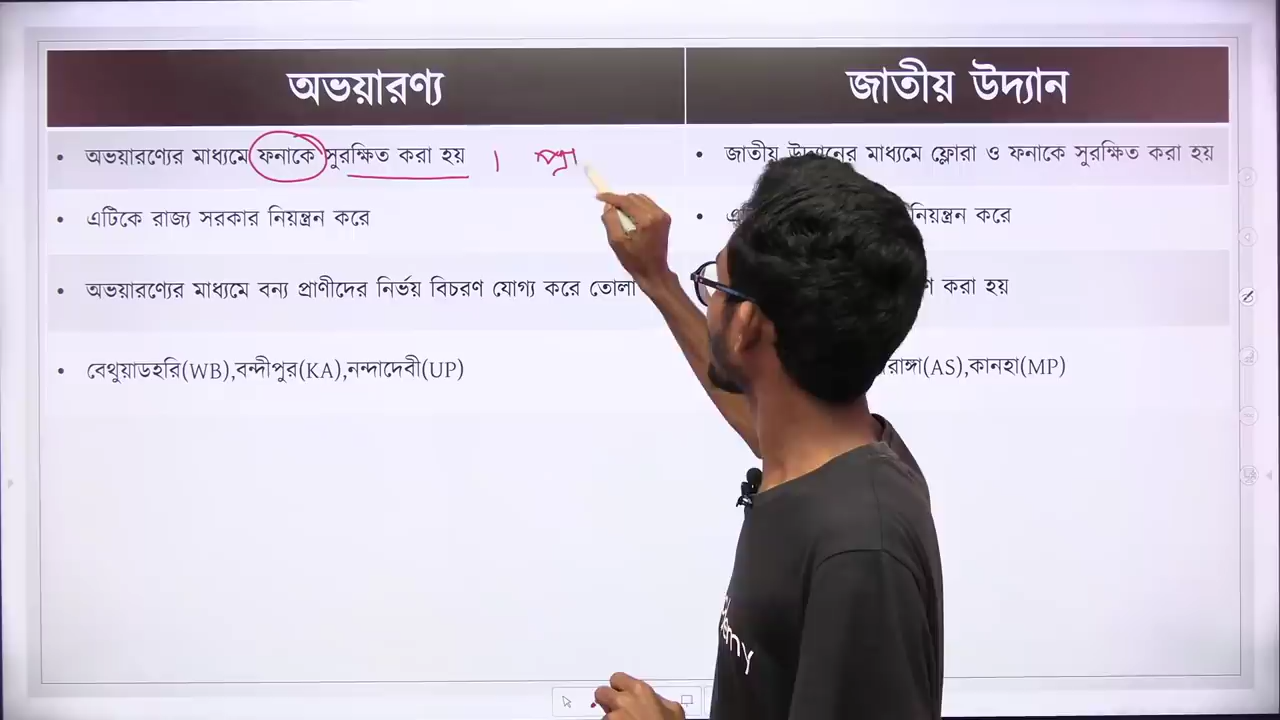 অভয়ারণ্য
জাতীয় উদ্যান
অভয়ারণ্যের মাধ্যমে ফনাকে সুরক্ষিত করা হয় । প্রা
জাতীয় উদ্যানের মাধ্যমে ফ্লোরা ও ফনাকে সুরক্ষিত করা হয়
এটিকে রাজ্য সরকার নিয়ন্ত্রন করে
নিয়ন্ত্রন করে
অভয়ারণ্যের মাধ্যমে বন্য প্রাণীদের নির্ভয় বিচরণ যোগ্য করে তোলা
করা হয়
বেথুয়াডহরি(WB),বন্দীপুর(KA),নন্দাদেবী(UP)
রাঙ্গা(AS),কানহা(MP)